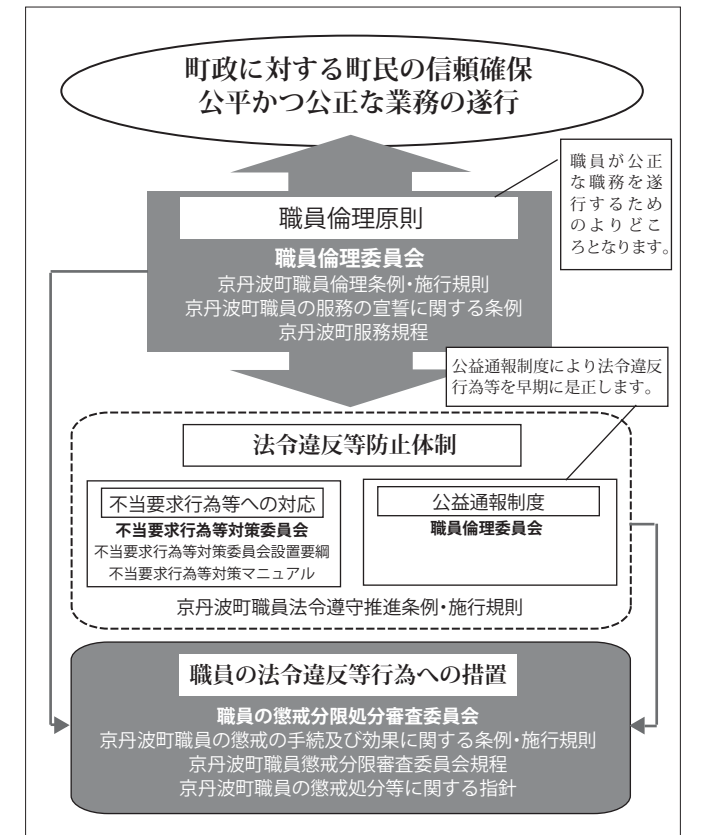 町政に対する町民の信頼確保
公平かつ公正な業務の遂行
職員が公正
な職務を遂
行するため
のよりどこ
ろとなります。
職員倫理原則
職員倫理委員会
京丹波町職員倫理条例・施行規則
京丹波町職員の服務の宣誓に関する条例
京丹波町服務規程
公益通報制度により法令違反
行為等を早期に是正します。
法令違反等防止体制
不当要求行為等への対応
不当要求行為等対策委員会
不当要求行為等対策委員会設置要綱
不当要求行為等対策マニュアル
公益通報制度
職員倫理委員会
京丹波町職員法令遵守推進条例・施行規則
職員の法令違反等行為への措置
職員の懲戒分限処分審査委員会
京丹波町職員の懲戒の手続及び効果に関する条例・施行規則
京丹波町職員懲戒分限審査委員会規程
京丹波町職員の懲戒処分等に関する指針